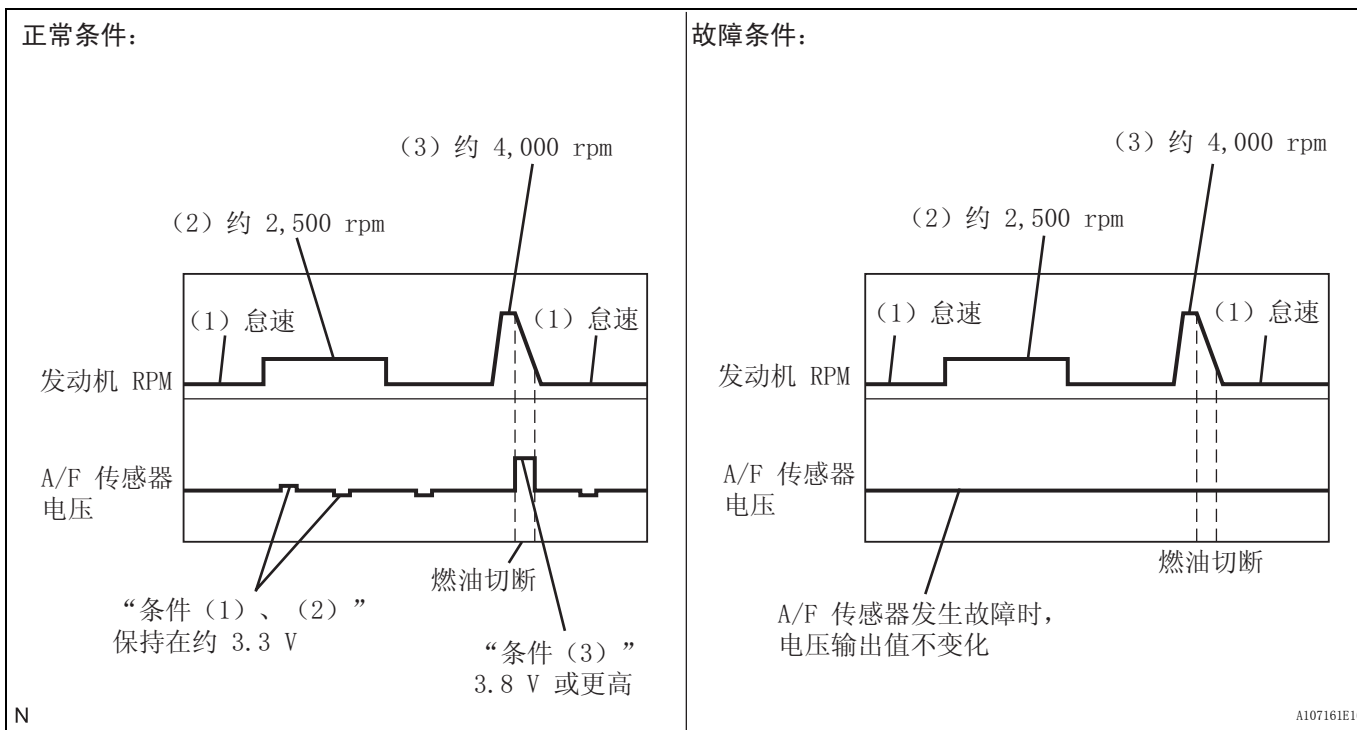 正常条件：
（3）约 4,000 rpm
（2）约 2,500 rpm
（1）怠速
（1）怠速
发动机 RPM
A/F 传感器
电压
燃油切断
“条件（1）、（2）”
保持在约 3.3 V
“条件（3）”
3.8 V 或更高
N
故障条件：
（3）约 4,000 rpm
（2）约 2,500 rpm
（1）怠速
（1）怠速
发动机 RPM
A/F 传感器
电压
燃油切断
A/F 传感器发生故障时，
电压输出值不变化